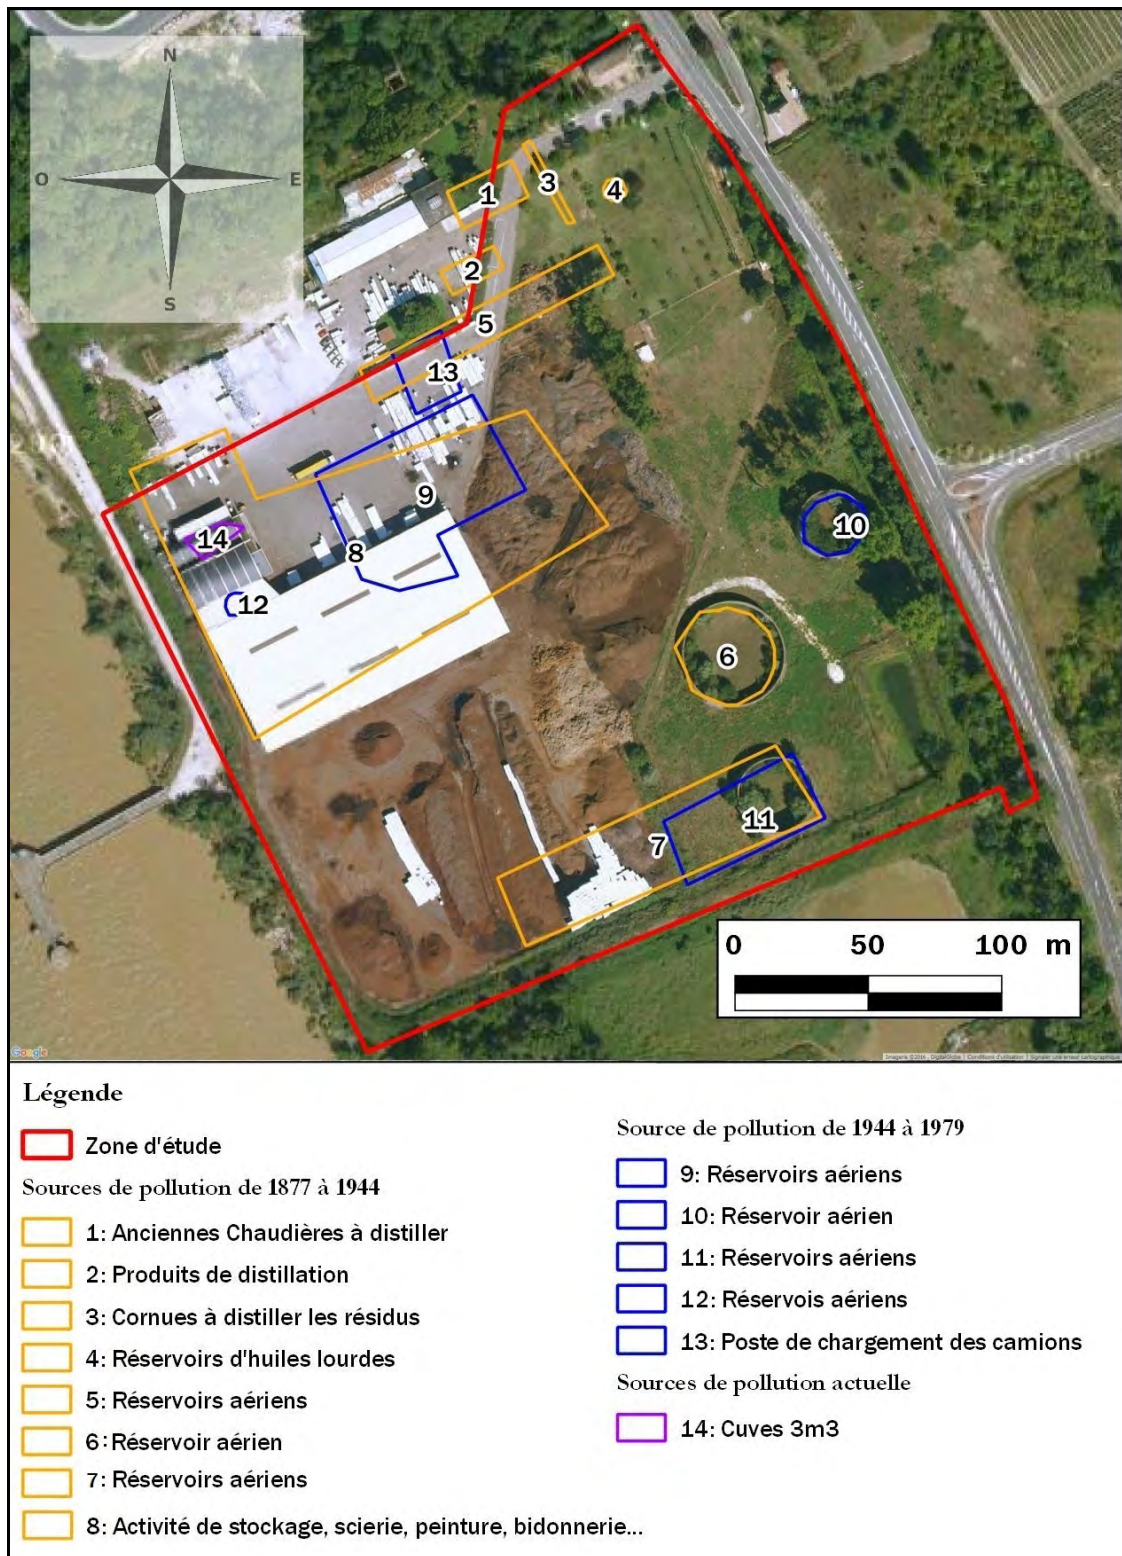 N
O
E
S
1
3
4
2
5
13
9
10
14
8
12
6
11
7
0 50 100 m
Google
Légende
Zone d'étude
Sources de pollution de 1877 à 1944
1: Anciennes Chaudières à distiller
2: Produits de distillation
3: Cornues à distiller les résidus
4: Réservoirs d'huiles lourdes
5: Réservoirs aériens
6: Réservoir aérien
7: Réservoirs aériens
8: Activité de stockage, scierie, peinture, bidonnerie...
Source de pollution de 1944 à 1979
9: Réservoirs aériens
10: Réservoir aérien
11: Réservoirs aériens
12: Réservois aériens
13: Poste de chargement des camions
Sources de pollution actuelle
14: Cuves 3m3